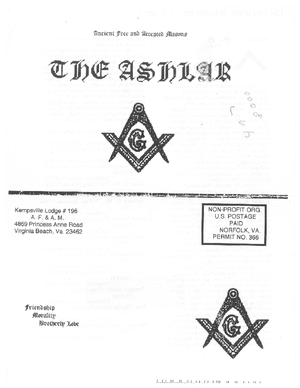 Ancient Free and Accepted Masons
THE ASHLAR
G
Kempsville Lodge # 196
A. F. & A. M.
4869 Princess Anne Road
Virginia Beach, Va. 23462
NON-PROFIT ORG.
U.S. POSTAGE
PAID
NORFOLK, VA
PERMIT NO. 366
Friendship
Morality
Brotherly Love
G